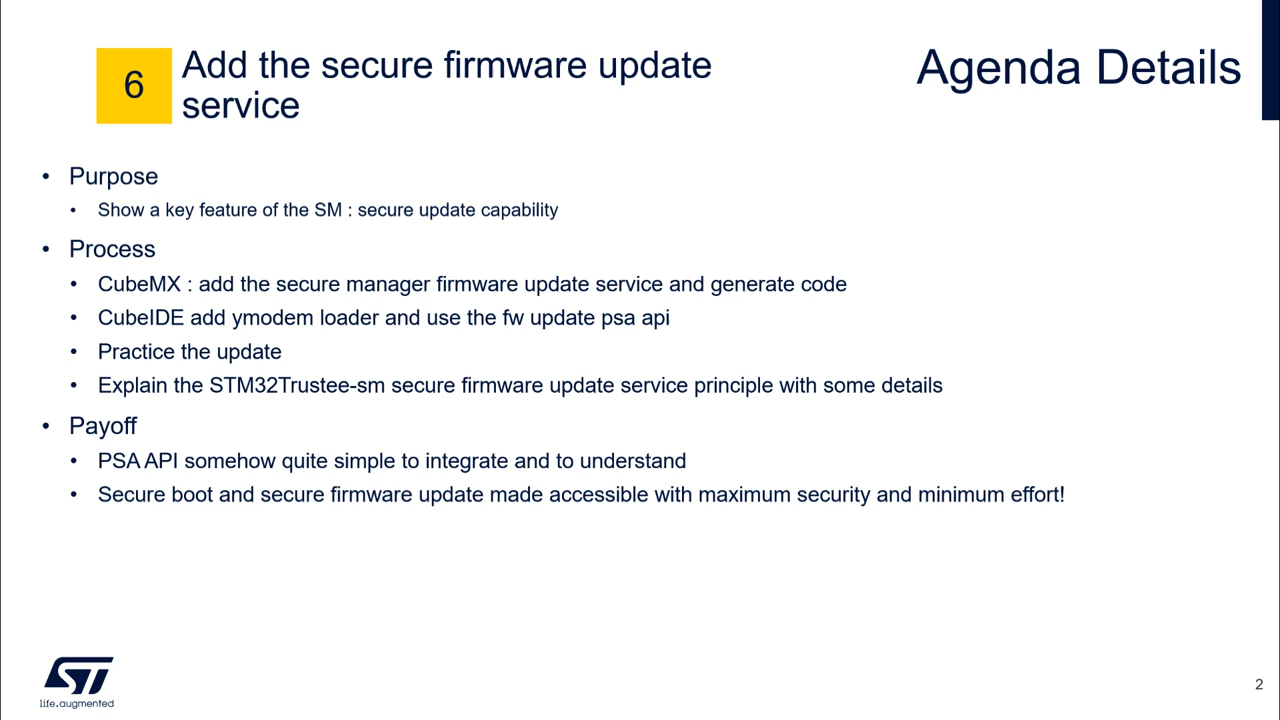 6
Add the secure firmware update
service
Agenda Details
• Purpose
• Show a key feature of the SM : secure update capability
• Process
• CubeMX : add the secure manager firmware update service and generate code
• CubeIDE add ymodem loader and use the fw update psa api
• Practice the update
• Explain the STM32Trustee-sm secure firmware update service principle with some details
• Payoff
• PSA API somehow quite simple to integrate and to understand
• Secure boot and secure firmware update made accessible with maximum security and minimum effort!
ST
life.augmented
2